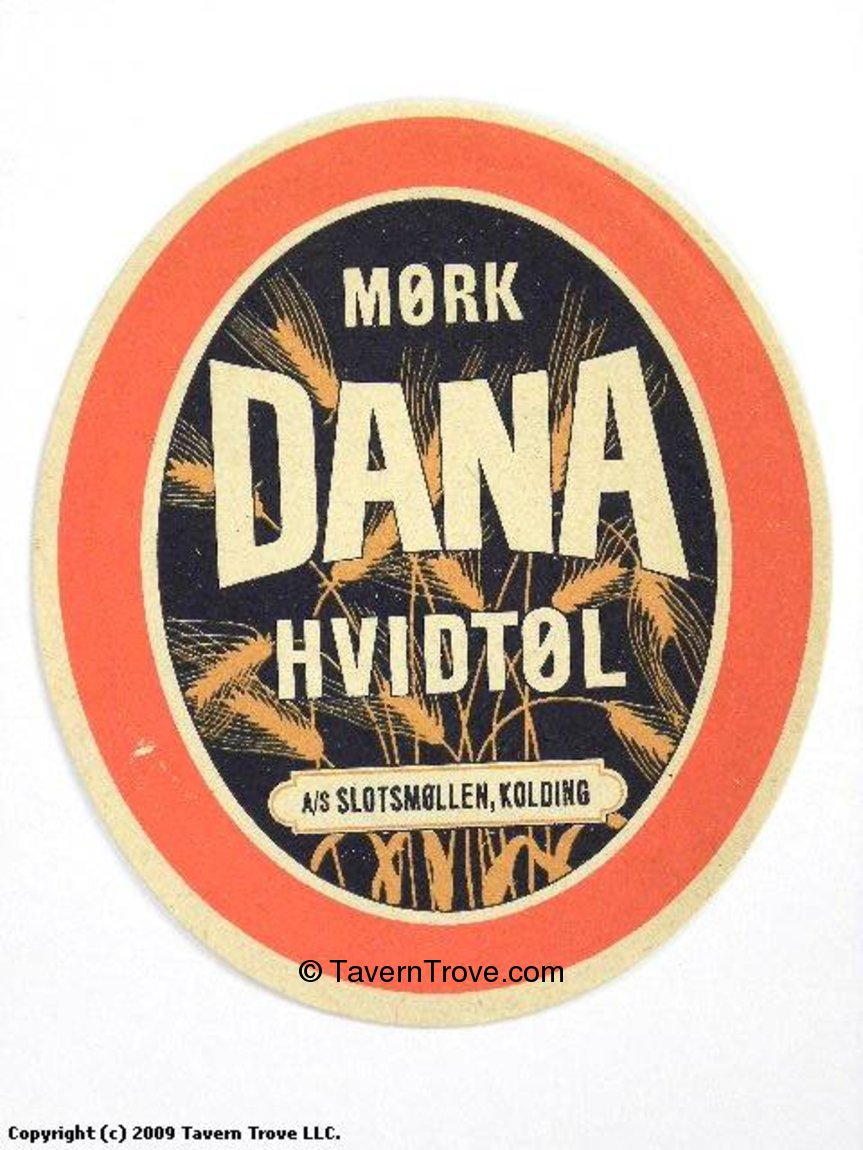 MØRK
DANA
HVIDTØL
A/S SLOTSMØLLEN, KOLDING
© TavernTrove.com
Copyright (c) 2009 Tavern Trove LLC.